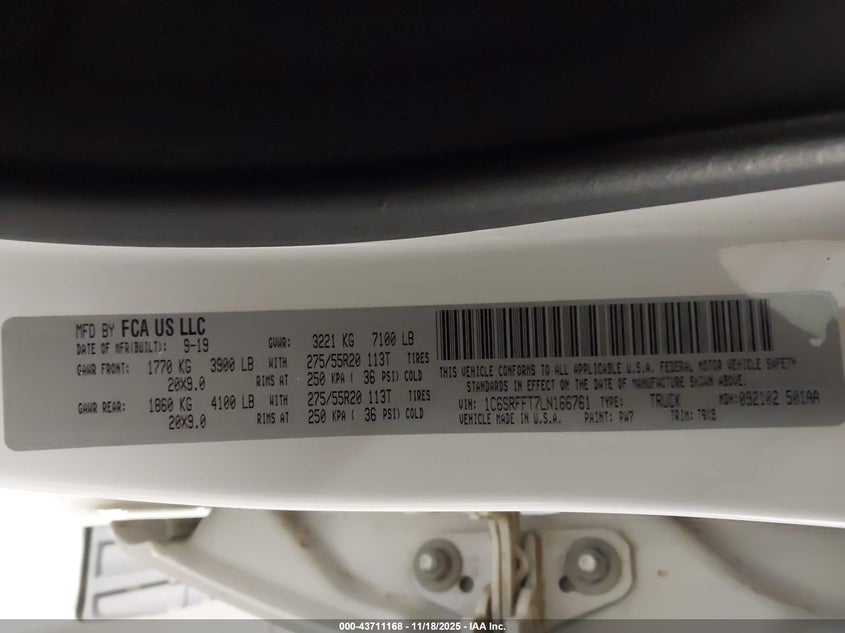 MFD BY FCA US LLC
DATE OF MFR(BUILT): 9-19 GVWR: 3221 KG 7100 LB
GAWR FRONT: 1770 KG 3900 LB WITH 275/55R20 113T TIRES
20X9.0 RIMS AT 250 KPA ( 36 PSI) COLD
GAWR REAR: 1860 KG 4100 LB WITH 275/55R20 113T TIRES
20X9.0 RIMS AT 250 KPA ( 36 PSI) COLD
THIS VEHICLE CONFORMS TO ALL APPLICABLE U.S.A. FEDERAL MOTOR VEHICLE SAFETY
STANDARDS IN EFFECT ON THE DATE OF MANUFACTURE SHOWN ABOVE.
VIN: 1C6SRFFT7LN166761 TYPE: TRUCK MDH: 092102 501AA
VEHICLE MADE IN U.S.A. PAINT: PW7 TRIM:
000-43711168 - 11/18/2025 - IAA Inc.